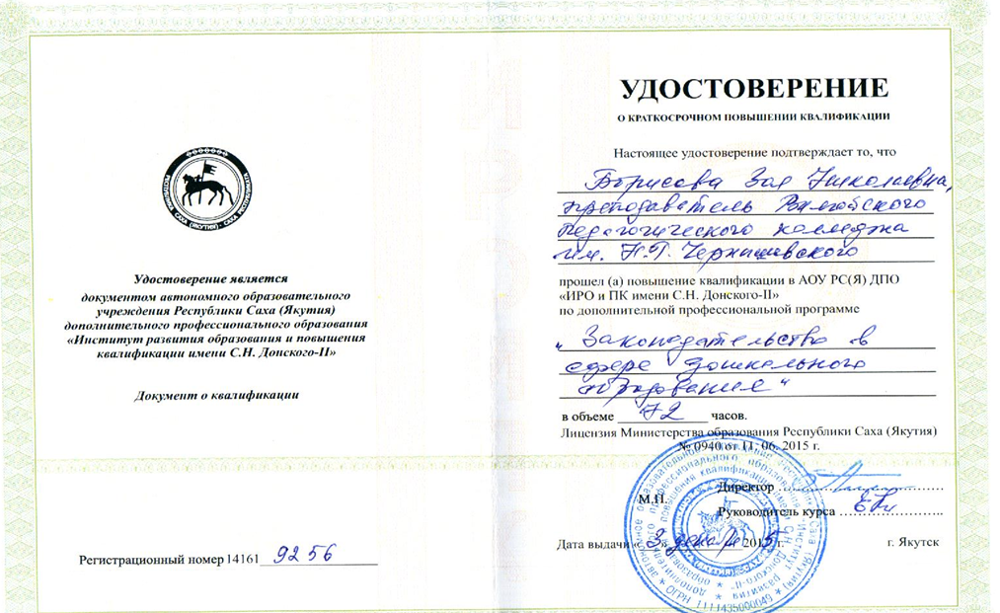 САХА (ЯКУТИЯ)
Удостоверение является
документом автономного образовательного
учреждения Республики Саха (Якутия)
дополнительного профессионального образования
«Институт развития образования и повышения
квалификации имени С.Н. Донского-II»
Документ о квалификации
Регистрационный номер 14161 9256
УДОСТОВЕРЕНИЕ
О КРАТКОСРОЧНОМ ПОВЫШЕНИИ КВАЛИФИКАЦИИ
Настоящее удостоверение подтверждает то, что
Борисова Зоя Николаевна,
преподаватель Вилюйского
педагогического колледжа
им. Н.Г. Чернышевского
прошел (а) повышение квалификации в АОУ РС(Я) ДПО
«ИРО и ПК имени С.Н. Донского-II»
по дополнительной профессиональной программе
„Законодательство в
сфере дошкольного
образования“
в объеме 72 часов.
Лицензия Министерства образования Республики Саха (Якутия)
№ 0940 от 11. 06. 2015 г.
Директор
М.П.
Руководитель курса
Дата выдачи « 3 » декабря 2015 г.
г. Якутск
ОГРН 1111435000049